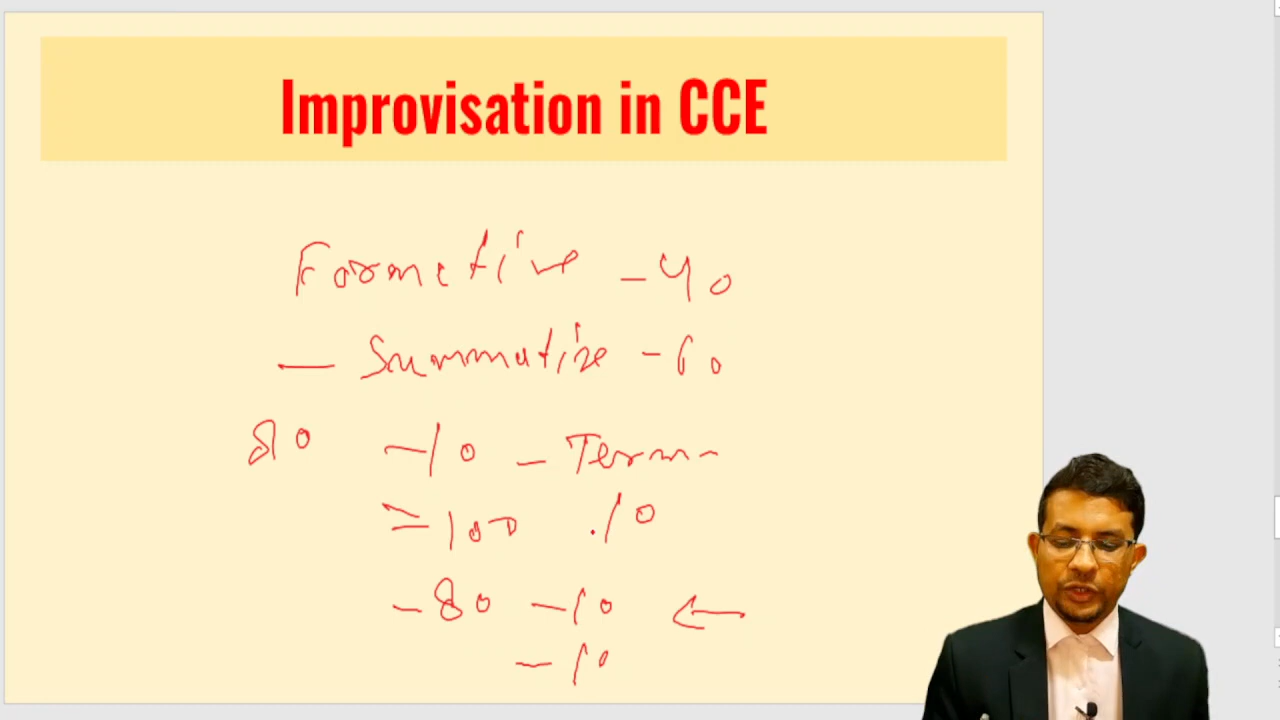 Improvisation in CCE
Formative - 40
- Summative - 60
80 - 10 - Term -
= 100 . 10
- 80 - 10 ←
- 10